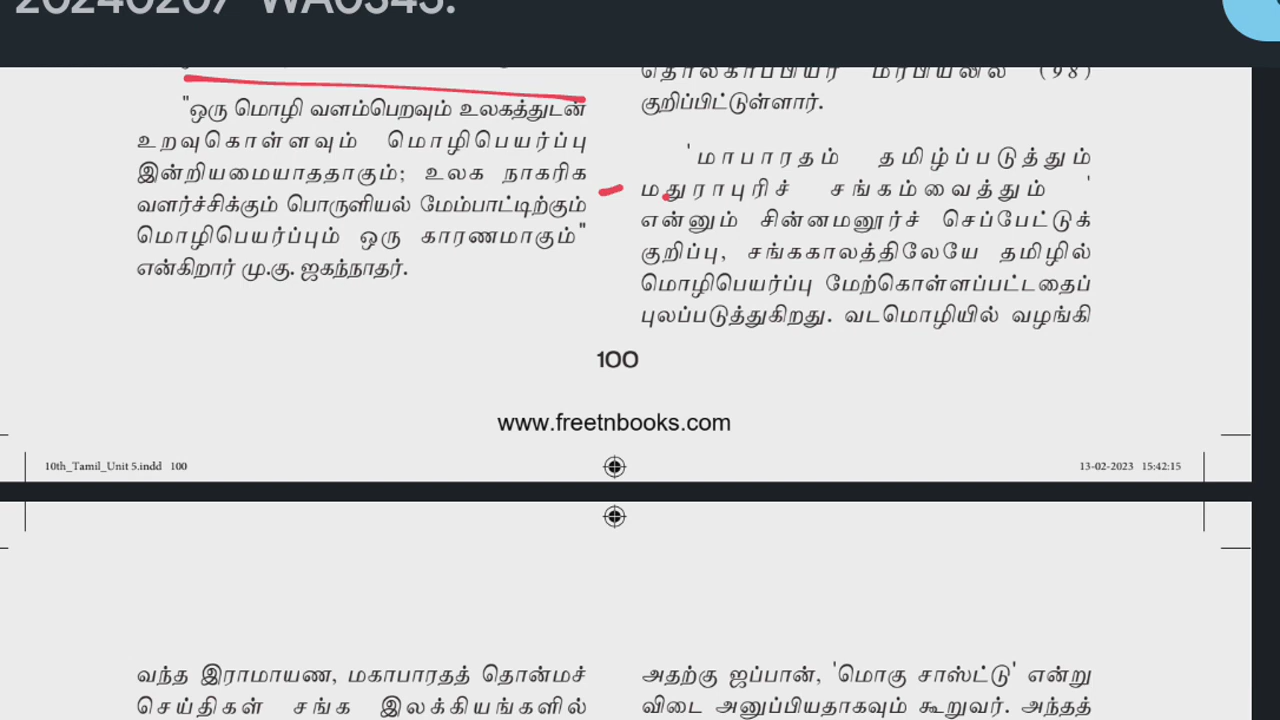 "ஒரு மொழி வளம்பெறவும் உலகத்துடன்
உறவுகொள்ளவும் மொழிபெயர்ப்பு
இன்றியமையாததாகும்; உலக நாகரிக
வளர்ச்சிக்கும் பொருளியல் மேம்பாட்டிற்கும்
மொழிபெயர்ப்பும் ஒரு காரணமாகும்"
என்கிறார் மு.கு. ஜகந்நாதர்.
தொல்காப்பியர் மரபியலில் (98)
குறிப்பிட்டுள்ளார்.
'மாபாரதம் தமிழ்ப்படுத்தும்
மதுராபுரிச் சங்கம்வைத்தும் '
என்னும் சின்னமனூர்ச் செப்பேட்டுக்
குறிப்பு, சங்ககாலத்திலேயே தமிழில்
மொழிபெயர்ப்பு மேற்கொள்ளப்பட்டதைப்
புலப்படுத்துகிறது. வடமொழியில் வழங்கி
100
www.freetnbooks.com
10th_Tamil_Unit 5.indd 100
13-02-2023 15:42:15
வந்த இராமாயண, மகாபாரதத் தொன்மச்
செய்திகள் சங்க இலக்கியங்களில்
அதற்கு ஜப்பான், 'மொகு சாஸ்ட்டு' என்று
விடை அனுப்பியதாகவும் கூறுவர். அந்தத்